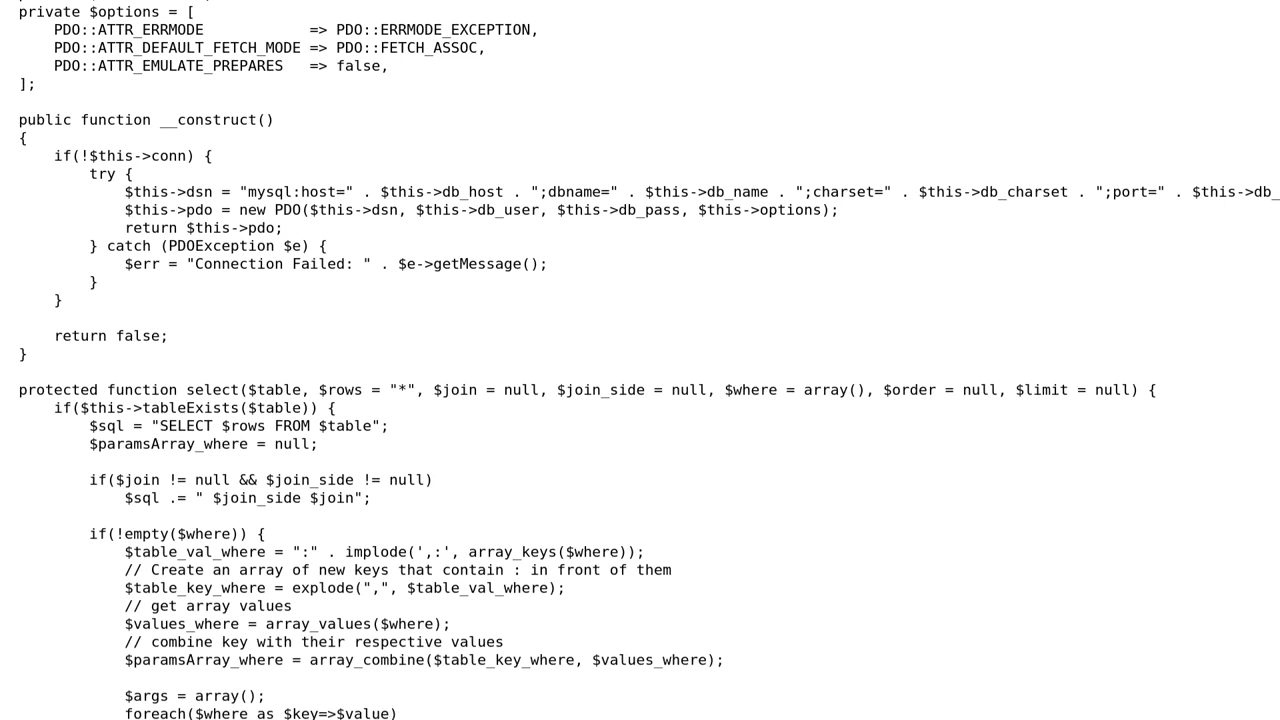 private $options = [
    PDO::ATTR_ERRMODE            => PDO::ERRMODE_EXCEPTION,
    PDO::ATTR_DEFAULT_FETCH_MODE => PDO::FETCH_ASSOC,
    PDO::ATTR_EMULATE_PREPARES   => false,
];

public function __construct()
{
    if(!$this->conn) {
        try {
            $this->dsn = "mysql:host=" . $this->db_host . ";dbname=" . $this->db_name . ";charset=" . $this->db_charset . ";port=" . $this->db_
            $this->pdo = new PDO($this->dsn, $this->db_user, $this->db_pass, $this->options);
            return $this->pdo;
        } catch (PDOException $e) {
            $err = "Connection Failed: " . $e->getMessage();
        }
    }

    return false;
}

protected function select($table, $rows = "*", $join = null, $join_side = null, $where = array(), $order = null, $limit = null) {
    if($this->tableExists($table)) {
        $sql = "SELECT $rows FROM $table";
        $paramsArray_where = null;

        if($join != null && $join_side != null)
            $sql .= " $join_side $join";

        if(!empty($where)) {
            $table_val_where = ":" . implode(',:', array_keys($where));
            // Create an array of new keys that contain : in front of them
            $table_key_where = explode(",", $table_val_where);
            // get array values
            $values_where = array_values($where);
            // combine key with their respective values
            $paramsArray_where = array_combine($table_key_where, $values_where);

            $args = array();
            foreach($where as $key=>$value)